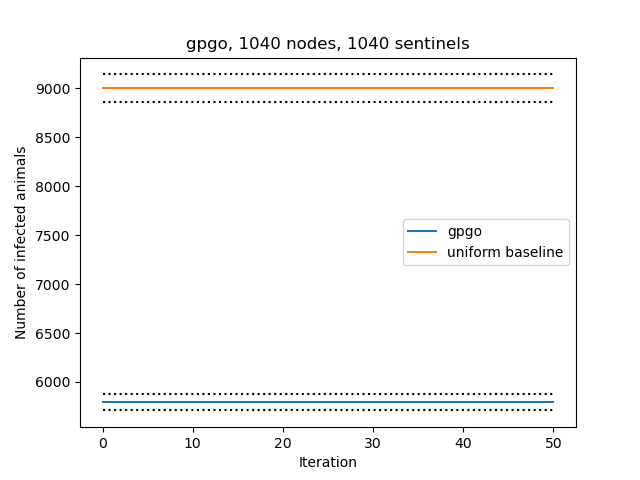 gpgo, 1040 nodes, 1040 sentinels
9000
8500
8000
7500
7000
6500
6000
Number of infected animals
gpgo
uniform baseline
0 10 20 30 40 50
Iteration